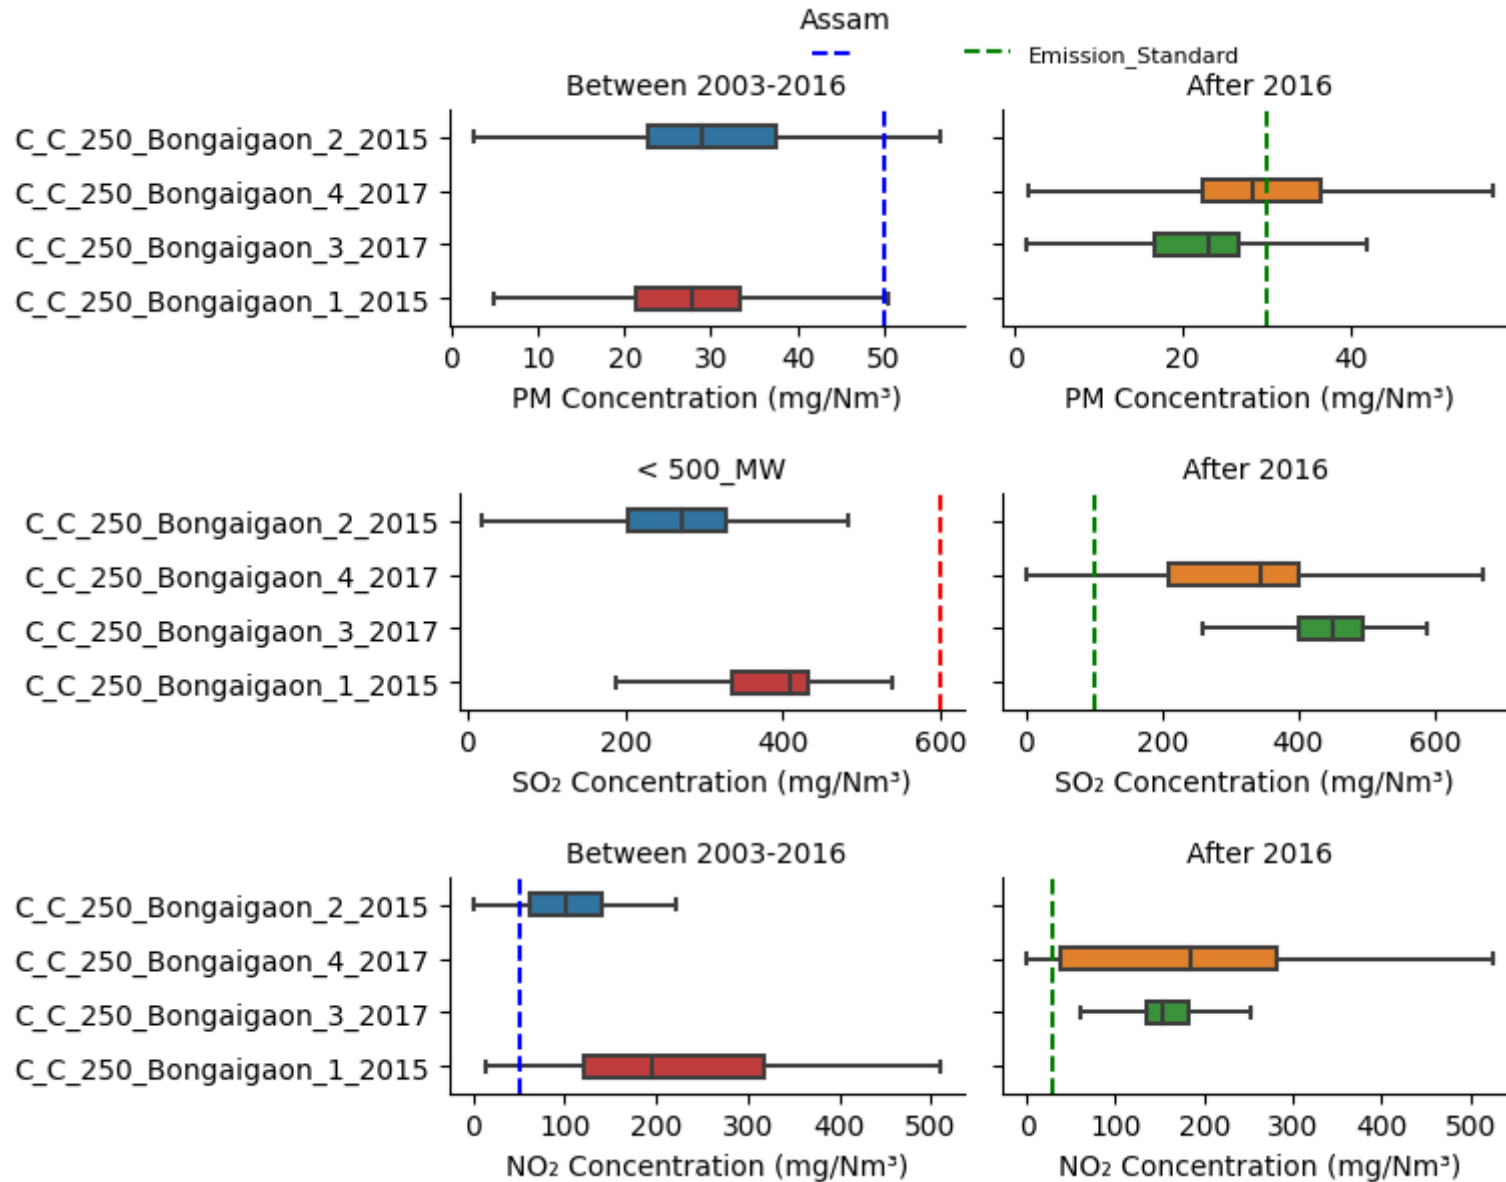 Assam
Emission_Standard
Between 2003-2016
After 2016
C_C_250_Bongaigaon_2_2015
C_C_250_Bongaigaon_4_2017
C_C_250_Bongaigaon_3_2017
C_C_250_Bongaigaon_1_2015
0 10 20 30 40 50
0 20 40
PM Concentration (mg/Nm³)
PM Concentration (mg/Nm³)
< 500_MW
After 2016
C_C_250_Bongaigaon_2_2015
C_C_250_Bongaigaon_4_2017
C_C_250_Bongaigaon_3_2017
C_C_250_Bongaigaon_1_2015
0 200 400 600
0 200 400 600
SO₂ Concentration (mg/Nm³)
SO₂ Concentration (mg/Nm³)
Between 2003-2016
After 2016
C_C_250_Bongaigaon_2_2015
C_C_250_Bongaigaon_4_2017
C_C_250_Bongaigaon_3_2017
C_C_250_Bongaigaon_1_2015
0 100 200 300 400 500
0 100 200 300 400 500
NO₂ Concentration (mg/Nm³)
NO₂ Concentration (mg/Nm³)